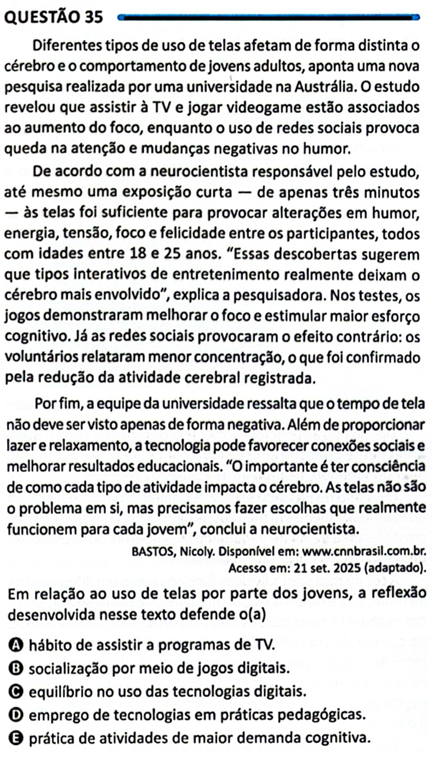 QUESTÃO 35
Diferentes tipos de uso de telas afetam de forma distinta o
cérebro e o comportamento de jovens adultos, aponta uma nova
pesquisa realizada por uma universidade na Austrália. O estudo
revelou que assistir à TV e jogar videogame estão associados
ao aumento do foco, enquanto o uso de redes sociais provoca
queda na atenção e mudanças negativas no humor.
De acordo com a neurocientista responsável pelo estudo,
até mesmo uma exposição curta — de apenas três minutos
— às telas foi suficiente para provocar alterações em humor,
energia, tensão, foco e felicidade entre os participantes, todos
com idades entre 18 e 25 anos. “Essas descobertas sugerem
que tipos interativos de entretenimento realmente deixam o
cérebro mais envolvido”, explica a pesquisadora. Nos testes, os
jogos demonstraram melhorar o foco e estimular maior esforço
cognitivo. Já as redes sociais provocaram o efeito contrário: os
voluntários relataram menor concentração, o que foi confirmado
pela redução da atividade cerebral registrada.
Por fim, a equipe da universidade ressalta que o tempo de tela
não deve ser visto apenas de forma negativa. Além de proporcionar
lazer e relaxamento, a tecnologia pode favorecer conexões sociais e
melhorar resultados educacionais. “O importante é ter consciência
de como cada tipo de atividade impacta o cérebro. As telas não são
o problema em si, mas precisamos fazer escolhas que realmente
funcionem para cada jovem”, conclui a neurocientista.
BASTOS, Nicoly. Disponível em: www.cnnbrasil.com.br.
Acesso em: 21 set. 2025 (adaptado).
Em relação ao uso de telas por parte dos jovens, a reflexão
desenvolvida nesse texto defende o(a)
A hábito de assistir a programas de TV.
B socialização por meio de jogos digitais.
C equilíbrio no uso das tecnologias digitais.
D emprego de tecnologias em práticas pedagógicas.
E prática de atividades de maior demanda cognitiva.